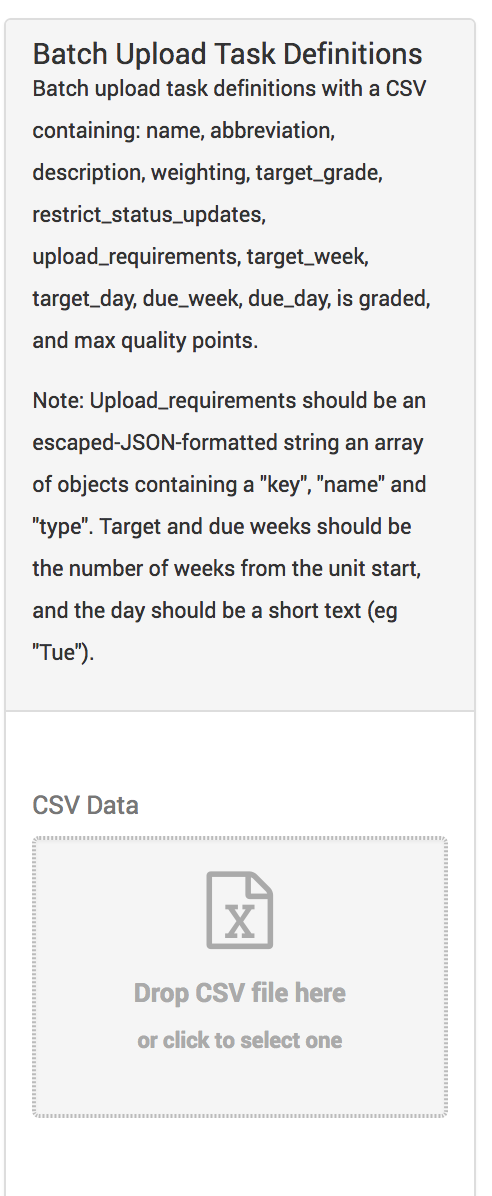 Batch Upload Task Definitions
Batch upload task definitions with a CSV
containing: name, abbreviation,
description, weighting, target_grade,
restrict_status_updates,
upload_requirements, target_week,
target_day, due_week, due_day, is graded,
and max quality points.
Note: Upload_requirements should be an
escaped-JSON-formatted string an array
of objects containing a "key", "name" and
"type". Target and due weeks should be
the number of weeks from the unit start,
and the day should be a short text (eg
"Tue").
CSV Data
X
Drop CSV file here
or click to select one